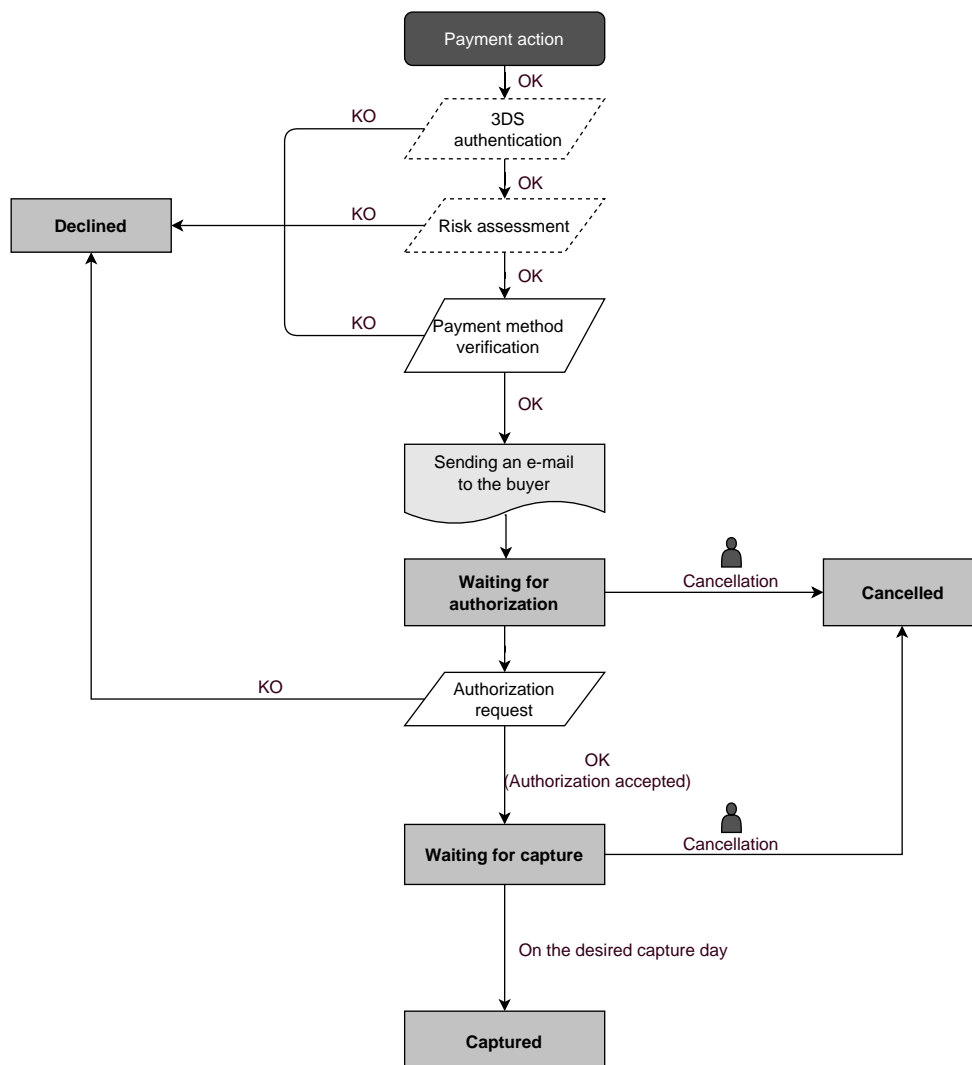 Payment action
OK
KO
3DS
authentication
OK
Declined
KO
Risk assessment
OK
KO
Payment method
verification
OK
Sending an e-mail
to the buyer
Waiting for
authorization
Cancellation
Cancelled
KO
Authorization
request
OK
(Authorization accepted)
Waiting for capture
Cancellation
On the desired capture day
Captured